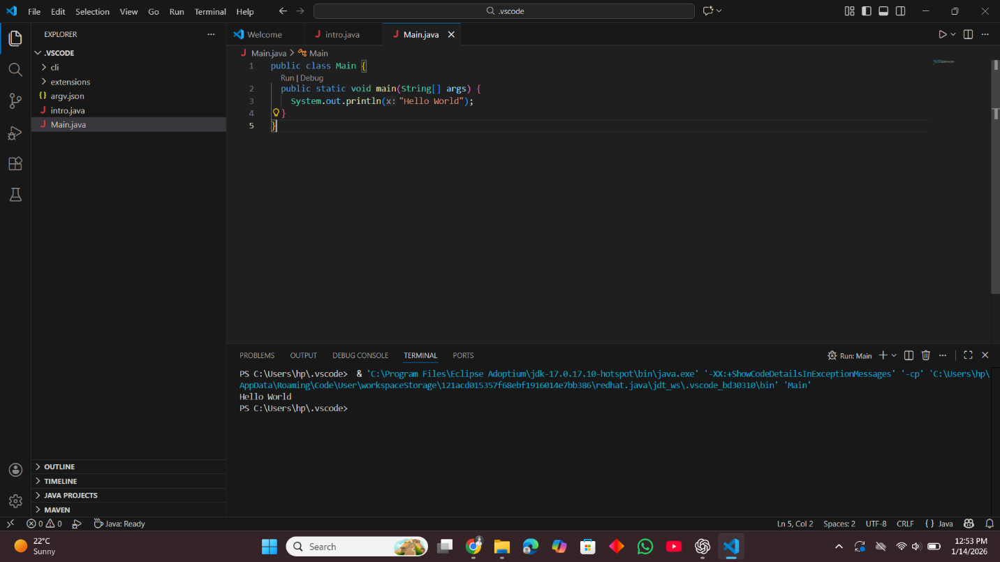 File Edit Selection View Go Run Terminal Help
.vscode
EXPLORER
.VSCODE
cli
extensions
argv.json
intro.java
Main.java
OUTLINE
TIMELINE
JAVA PROJECTS
MAVEN
Welcome intro.java Main.java
Main.java > Main
1 public class Main {
Run | Debug
2 public static void main(String[] args) {
3 System.out.println(x: "Hello World");
4 }
5 }
PROBLEMS OUTPUT DEBUG CONSOLE TERMINAL PORTS
Run: Main
PS C:\Users\hp\.vscode> & 'C:\Program Files\Eclipse Adoptium\jdk-17.0.17.10-hotspot\bin\java.exe' '-XX:+ShowCodeDetailsInExceptionMessages' '-cp' 'C:\Users\hp\
AppData\Roaming\Code\User\workspaceStorage\121acd015357f68ebf1916014e7bb386\redhat.java\jdt_ws\.vscode_bd30310\bin' 'Main'
Hello World
PS C:\Users\hp\.vscode>
0 0 Java: Ready Ln 5, Col 2 Spaces: 2 UTF-8 CRLF {} Java
22°C
Sunny
Search
12:53 PM
1/14/2026